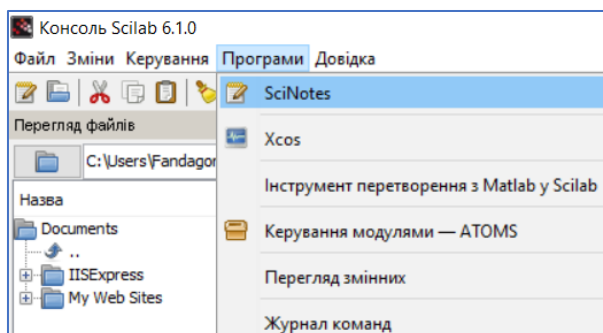 Консоль Scilab 6.1.0
Файл Зміни Керування Програми Довідка
SciNotes
Перегляд файлів
Xcos
C:\Users\Fandagor
Інструмент перетворення з Matlab у Scilab
Назва
Documents
Керування модулями — ATOMS
..
IISExpress
Перегляд змінних
My Web Sites
Журнал команд